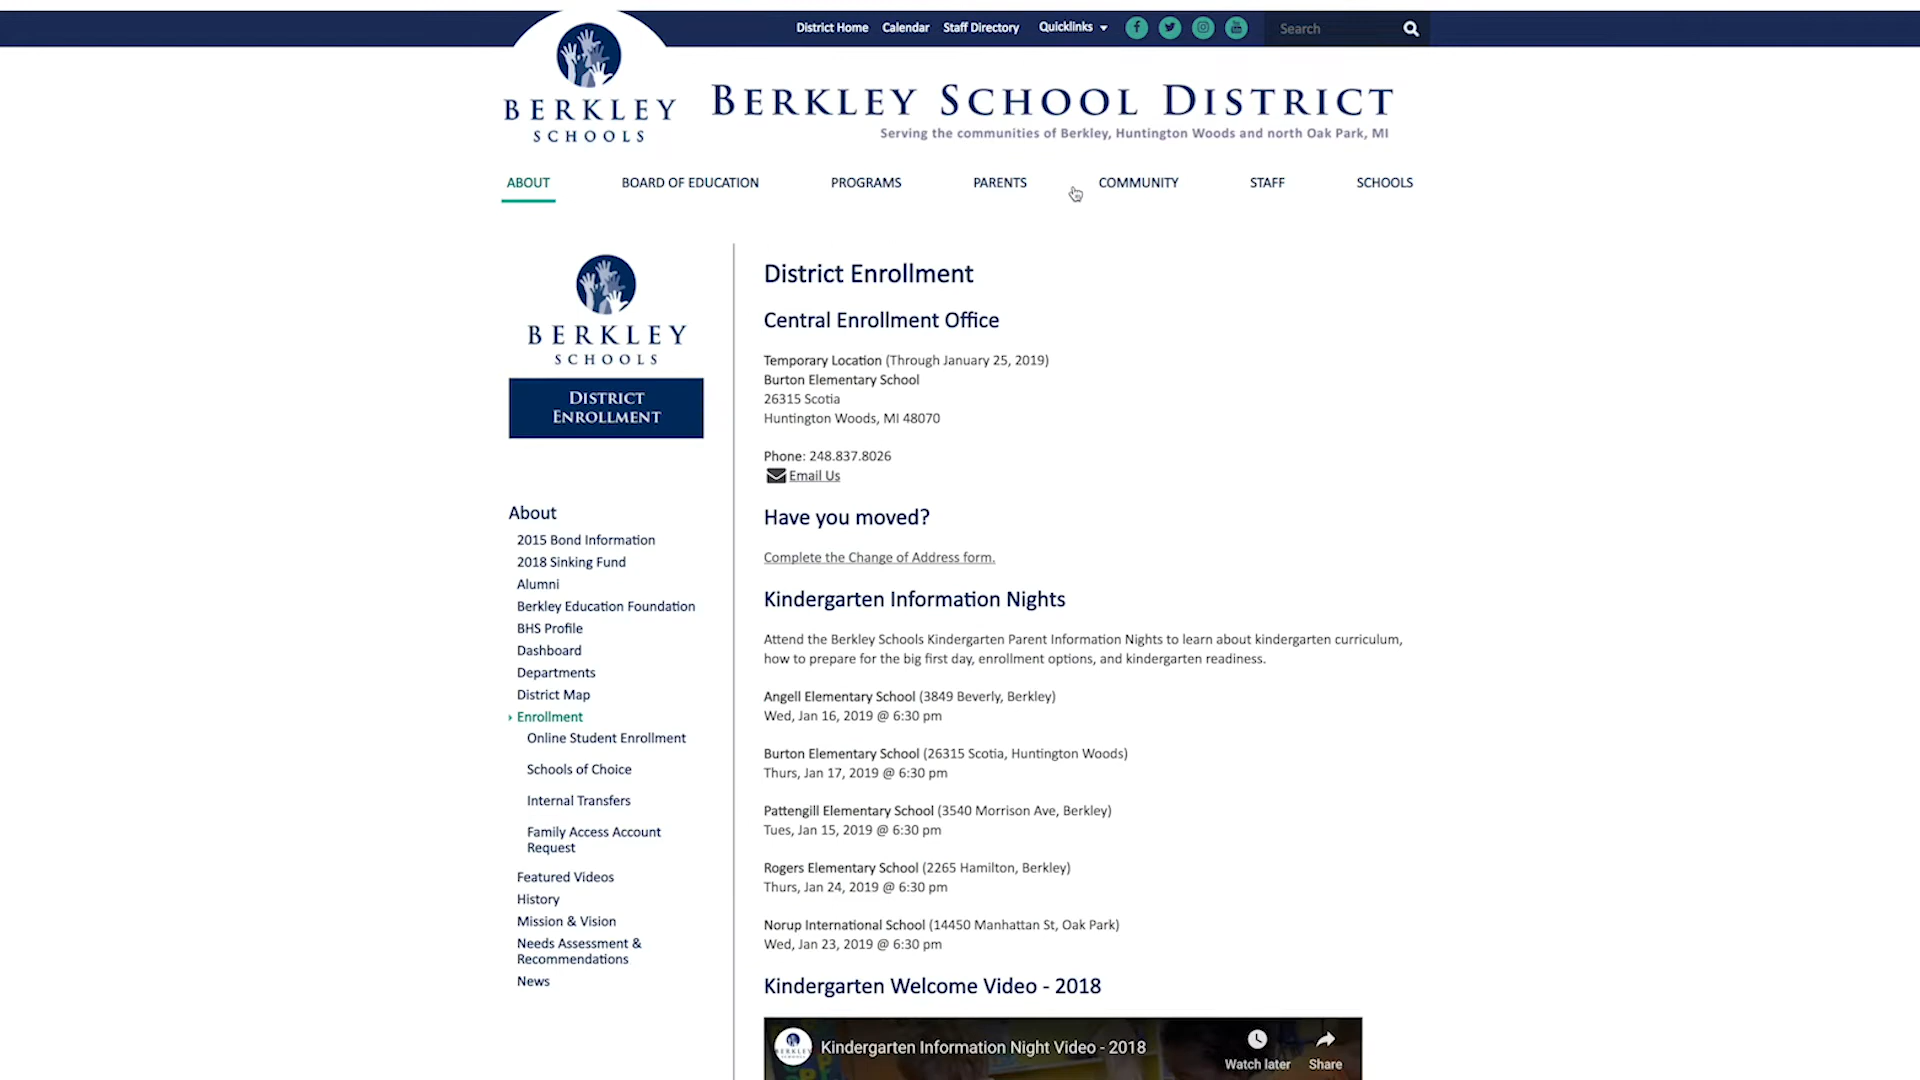 District Home Calendar Staff Directory Quicklinks Search
BERKLEY
SCHOOLS
BERKLEY SCHOOL DISTRICT
Serving the communities of Berkley, Huntington Woods and north Oak Park, MI
ABOUT BOARD OF EDUCATION PROGRAMS PARENTS COMMUNITY STAFF SCHOOLS
BERKLEY
SCHOOLS
DISTRICT
ENROLLMENT
About
2015 Bond Information
2018 Sinking Fund
Alumni
Berkley Education Foundation
BHS Profile
Dashboard
Departments
District Map
Enrollment
Online Student Enrollment
Schools of Choice
Internal Transfers
Family Access Account
Request
Featured Videos
History
Mission & Vision
Needs Assessment &
Recommendations
News
District Enrollment
Central Enrollment Office
Temporary Location (Through January 25, 2019)
Burton Elementary School
26315 Scotia
Huntington Woods, MI 48070
Phone: 248.837.8026
Email Us
Have you moved?
Complete the Change of Address form.
Kindergarten Information Nights
Attend the Berkley Schools Kindergarten Parent Information Nights to learn about kindergarten curriculum,
how to prepare for the big first day, enrollment options, and kindergarten readiness.
Angell Elementary School (3849 Beverly, Berkley)
Wed, Jan 16, 2019 @ 6:30 pm
Burton Elementary School (26315 Scotia, Huntington Woods)
Thurs, Jan 17, 2019 @ 6:30 pm
Pattengill Elementary School (3540 Morrison Ave, Berkley)
Tues, Jan 15, 2019 @ 6:30 pm
Rogers Elementary School (2265 Hamilton, Berkley)
Thurs, Jan 24, 2019 @ 6:30 pm
Norup International School (14450 Manhattan St, Oak Park)
Wed, Jan 23, 2019 @ 6:30 pm
Kindergarten Welcome Video - 2018
BERKLEY
Kindergarten Information Night Video - 2018
Watch later Share